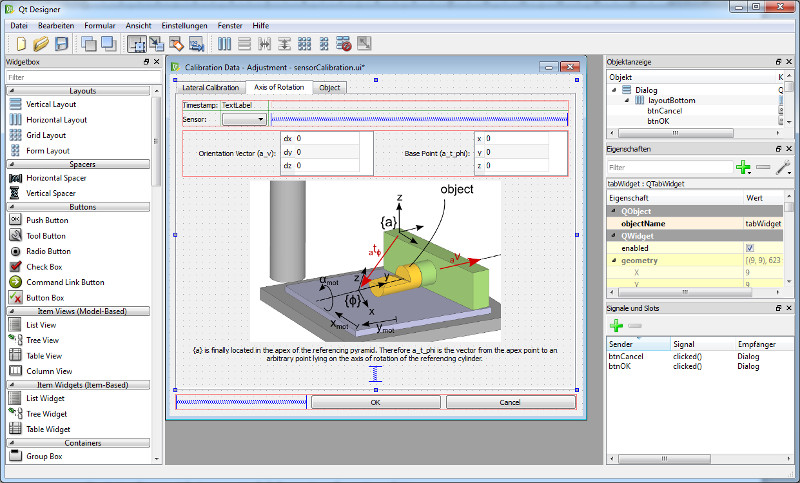 Qt Designer
Datei Bearbeiten Formular Ansicht Einstellungen Fenster Hilfe
Widgetbox
Filter
Layouts
Vertical Layout
Horizontal Layout
Grid Layout
Form Layout
Spacers
Horizontal Spacer
Vertical Spacer
Buttons
Push Button
Tool Button
Radio Button
Check Box
Command Link Button
Button Box
Item Views (Model-Based)
List View
Tree View
Table View
Column View
Item Widgets (Item-Based)
List Widget
Tree Widget
Table Widget
Containers
Group Box
Calibration Data - Adjustment - sensorCalibration.ui*
Lateral Calibration Axis of Rotation Object
Timestamp: TextLabel
Sensor:
Orientation Vector (a_v):
dx 0
dy 0
dz 0
Base Point (a_t_phi):
x 0
y 0
z 0
object
z
{a}
a t ϕ
a v
z
y
α mot
{ϕ}
x
x mot
y mot
{a} is finally located in the apex of the referencing pyramid. Therefore a_t_phi is the vector from the apex point to an
arbitrary point lying on the axis of rotation of the referencing cylinder.
OK Cancel
Objektanzeige
Objekt
Dialog
layoutBottom
btnCancel
btnOK
Eigenschaften
Filter
tabWidget : QTabWidget
Eigenschaft Wert
QObject
objectName tabWidget
QWidget
enabled
geometry [(9, 9), 623
X 9
Y 9
Signale und Slots
Sender Signal Empfänger
btnCancel clicked() Dialog
btnOK clicked() Dialog